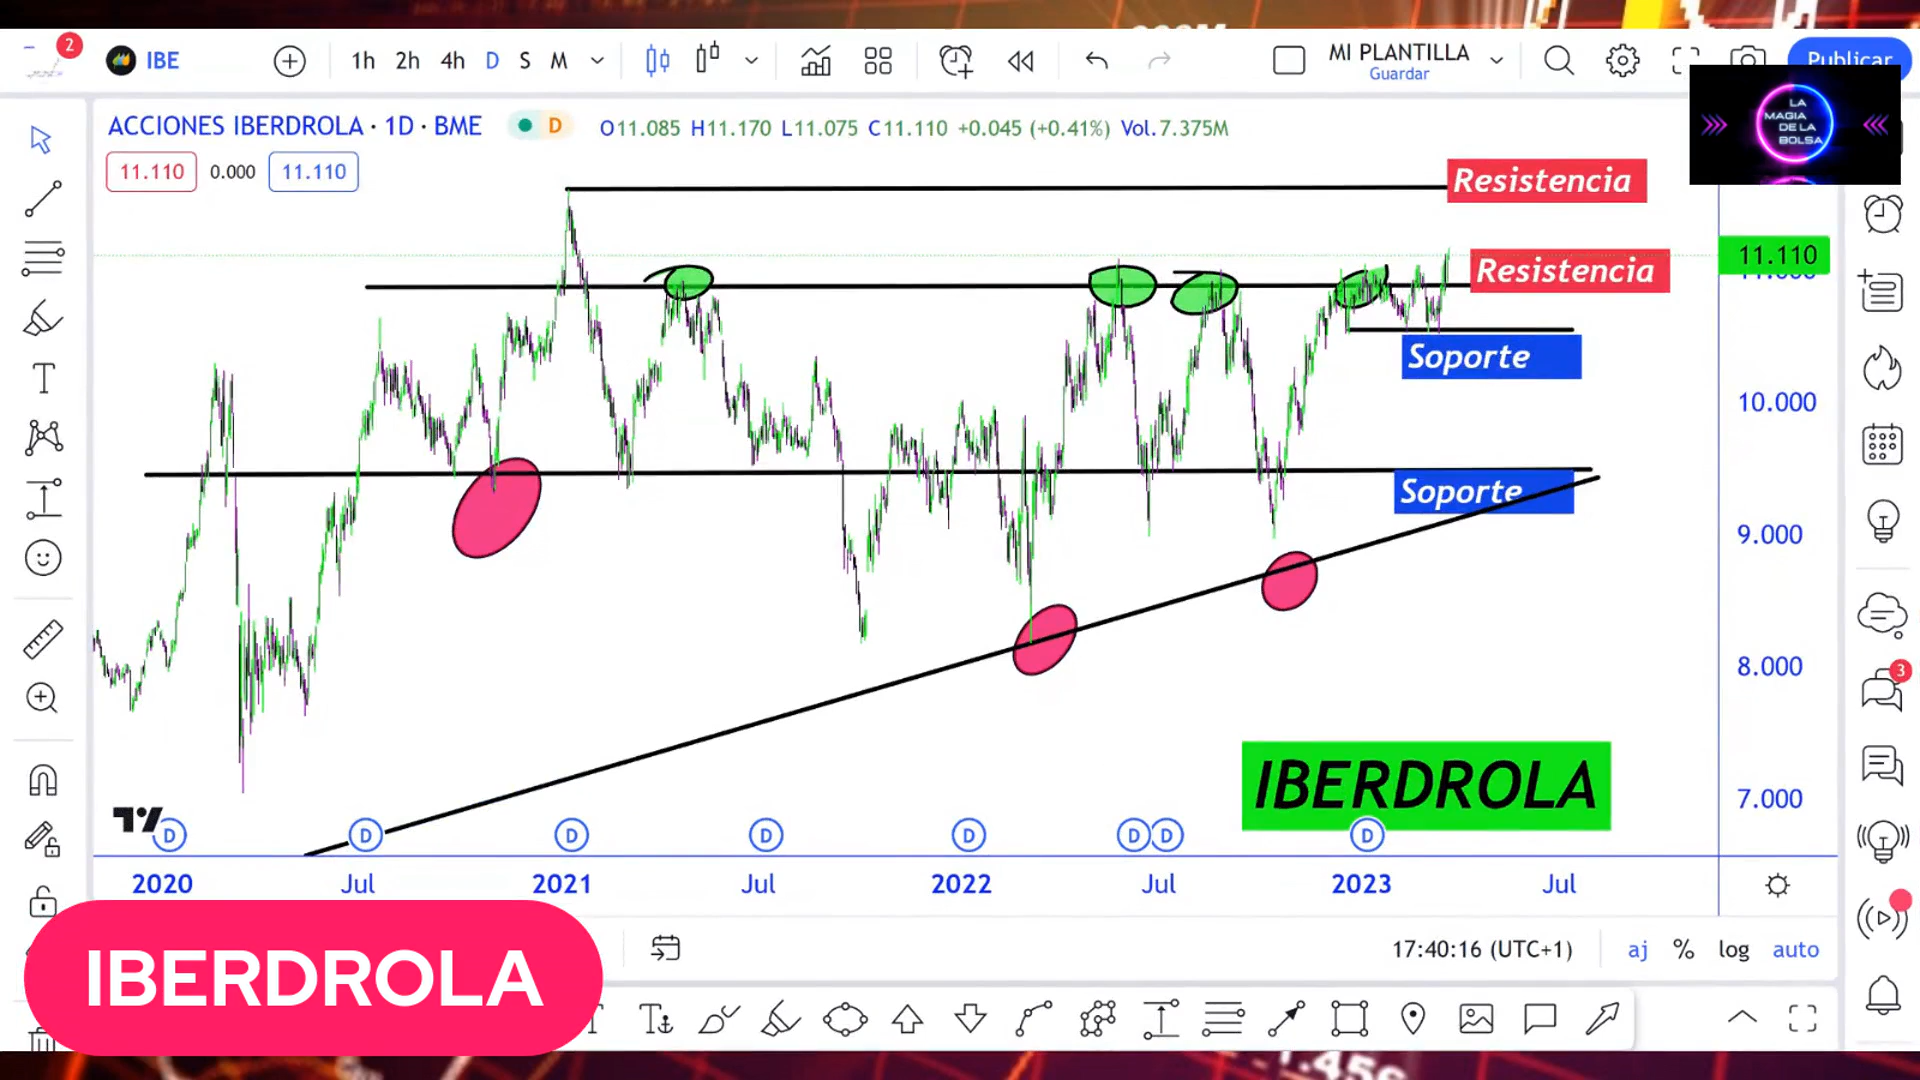 2
IBE
1h 2h 4h D S M
MI PLANTILLA
Guardar
Publicar
LA
MAGIA
DE LA
BOLSA
ACCIONES IBERDROLA · 1D · BME
D
O11.085 H11.170 L11.075 C11.110 +0.045 (+0.41%) Vol.7.375M
11.110 0.000 11.110
Resistencia
11.110
Resistencia
Soporte
10.000
Soporte
9.000
8.000
3
7.000
IBERDROLA
D D D D D D D D
2020 Jul 2021 Jul 2022 Jul 2023 Jul
17:40:16 (UTC+1) aj % log auto
IBERDROLA